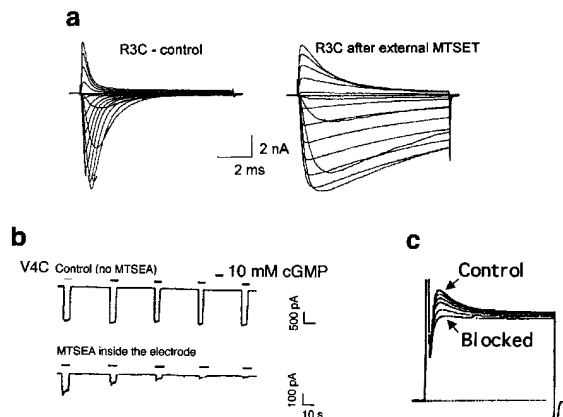 a
R3C - control
R3C after external MTSET
2 nA
2 ms
b
V4C Control (no MTSEA)
10 mM cGMP
500 pA
MTSEA inside the electrode
100 pA
10 s
c
Control
Blocked